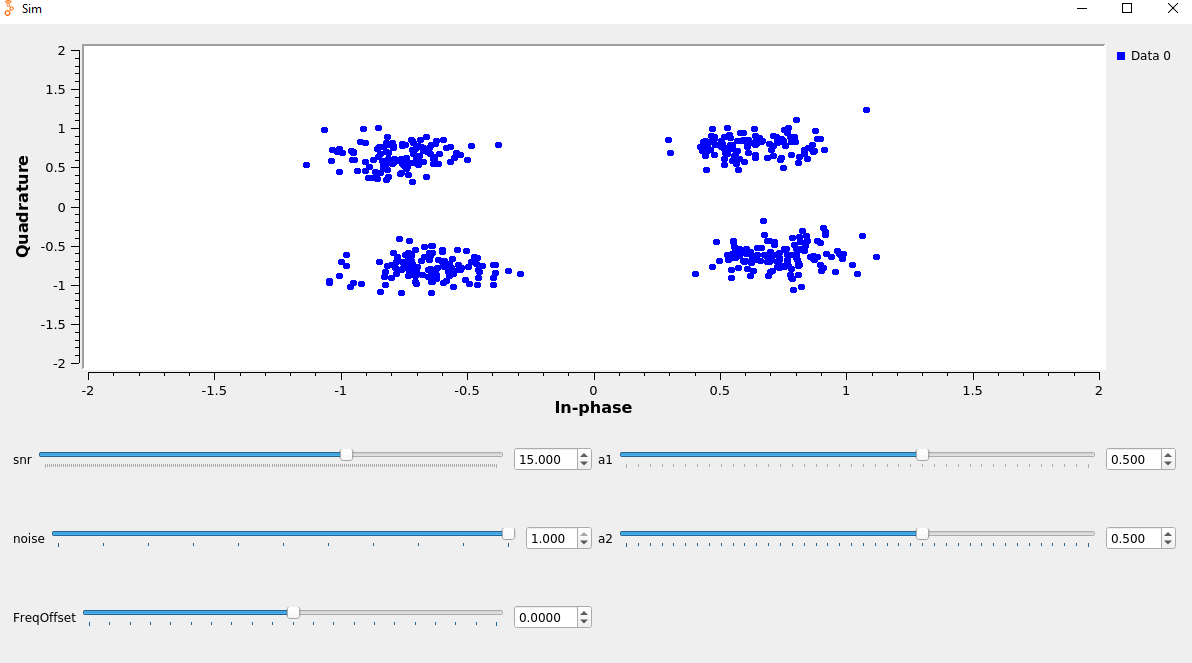 Sim
Data 0
2
1.5
1
0.5
0
-0.5
-1
-1.5
-2
Quadrature
-2 -1.5 -1 -0.5 0 0.5 1 1.5 2
In-phase
snr 15.000 a1 0.500
noise 1.000 a2 0.500
FreqOffset 0.0000